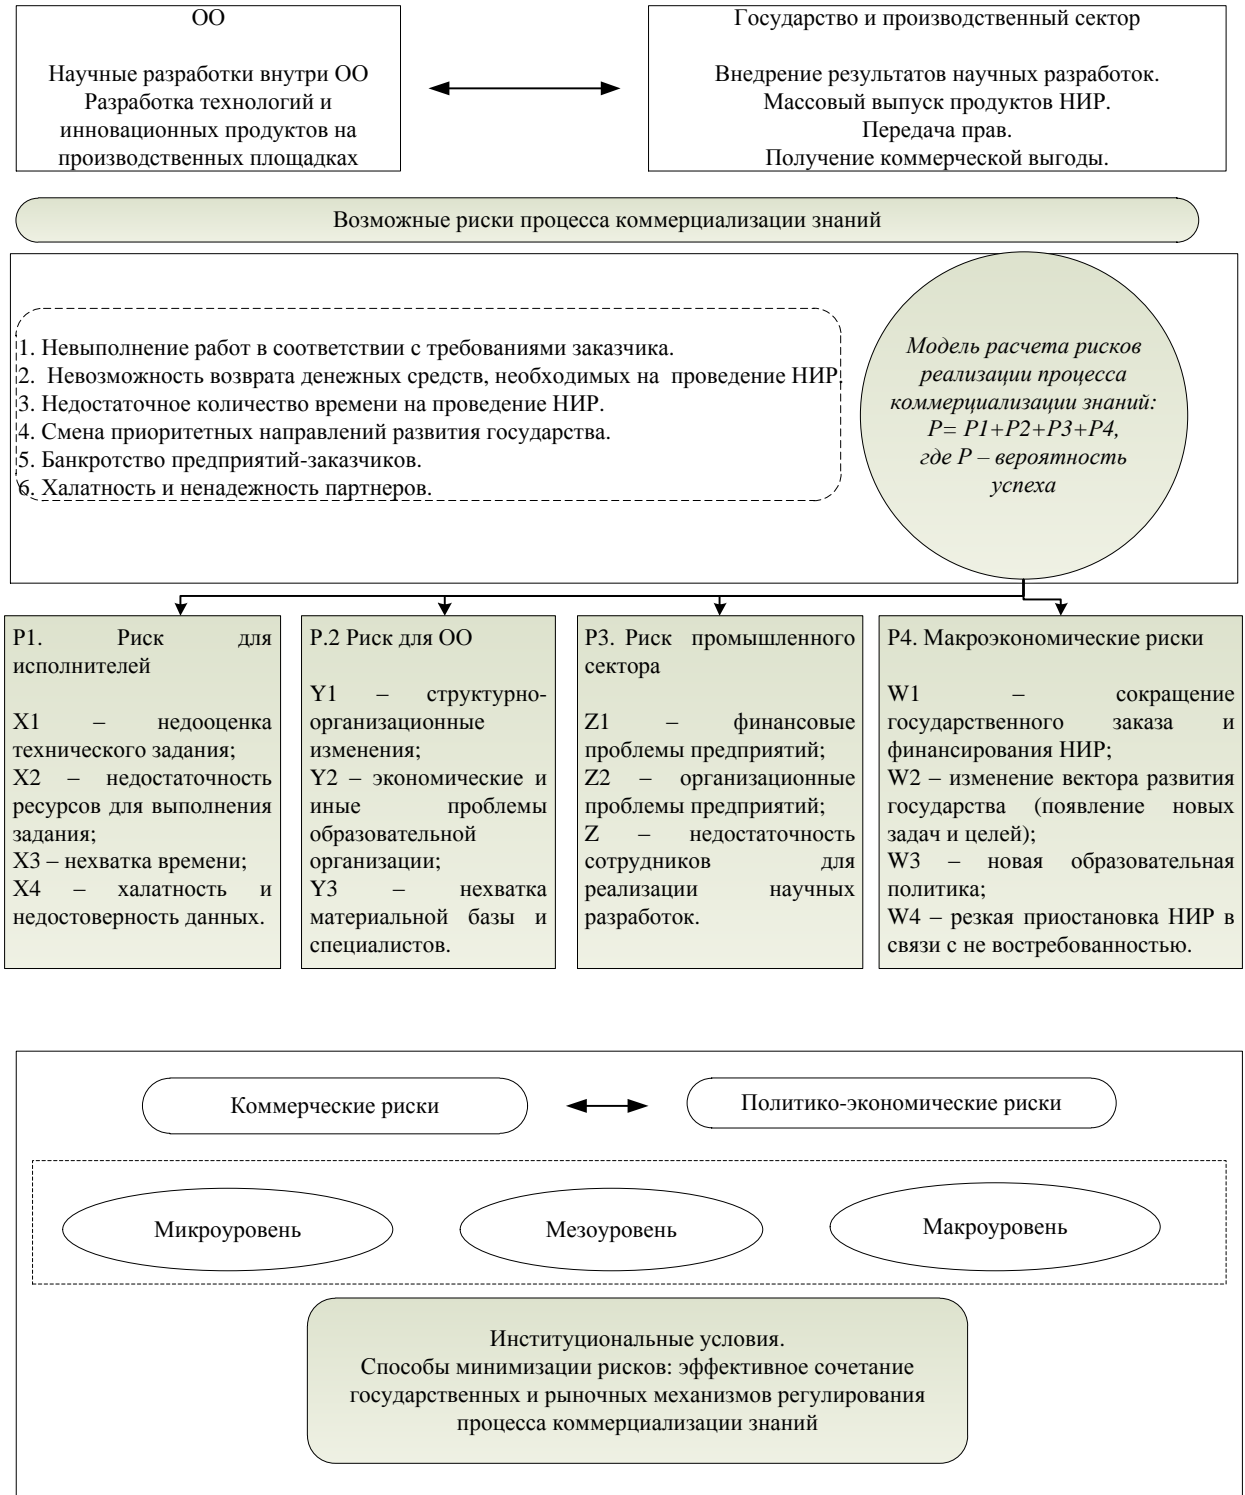 ОО
Научные разработки внутри ОО
Разработка технологий и
инновационных продуктов на
производственных площадках
Государство и производственный сектор
Внедрение результатов научных разработок.
Массовый выпуск продуктов НИР.
Передача прав.
Получение коммерческой выгоды.
Возможные риски процесса коммерциализации знаний
1. Невыполнение работ в соответствии с требованиями заказчика.
2. Невозможность возврата денежных средств, необходимых на проведение НИР.
3. Недостаточное количество времени на проведение НИР.
4. Смена приоритетных направлений развития государства.
5. Банкротство предприятий-заказчиков.
6. Халатность и ненадежность партнеров.
Модель расчета рисков
реализации процесса
коммерциализации знаний:
P= P1+P2+P3+P4,
где P – вероятность
успеха
P1. Риск для
исполнителей
X1 – недооценка
технического задания;
X2 – недостаточность
ресурсов для выполнения
задания;
X3 – нехватка времени;
X4 – халатность и
недостоверность данных.
P.2 Риск для ОО
Y1 – структурно-
организационные
изменения;
Y2 – экономические и
иные проблемы
образовательной
организации;
Y3 – нехватка
материальной базы и
специалистов.
P3. Риск промышленного
сектора
Z1 – финансовые
проблемы предприятий;
Z2 – организационные
проблемы предприятий;
Z – недостаточность
сотрудников для
реализации научных
разработок.
P4. Макроэкономические риски
W1 – сокращение
государственного заказа и
финансирования НИР;
W2 – изменение вектора развития
государства (появление новых
задач и целей);
W3 – новая образовательная
политика;
W4 – резкая приостановка НИР в
связи с не востребованностью.
Коммерческие риски
Политико-экономические риски
Микроуровень
Мезоуровень
Макроуровень
Институциональные условия.
Способы минимизации рисков: эффективное сочетание
государственных и рыночных механизмов регулирования
процесса коммерциализации знаний